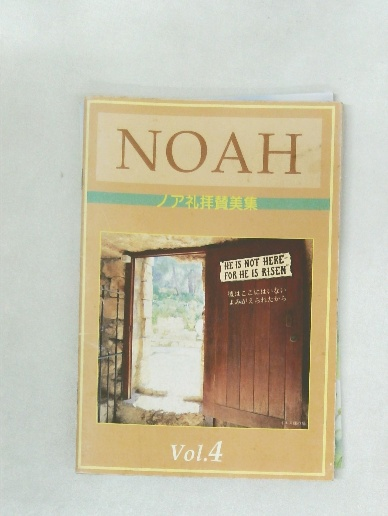 NOAH
ノア礼拝賛美集
HE IS NOT HERE
FOR HE IS RISEN
彼はここにはいない
よみがえられたから
Vol.4